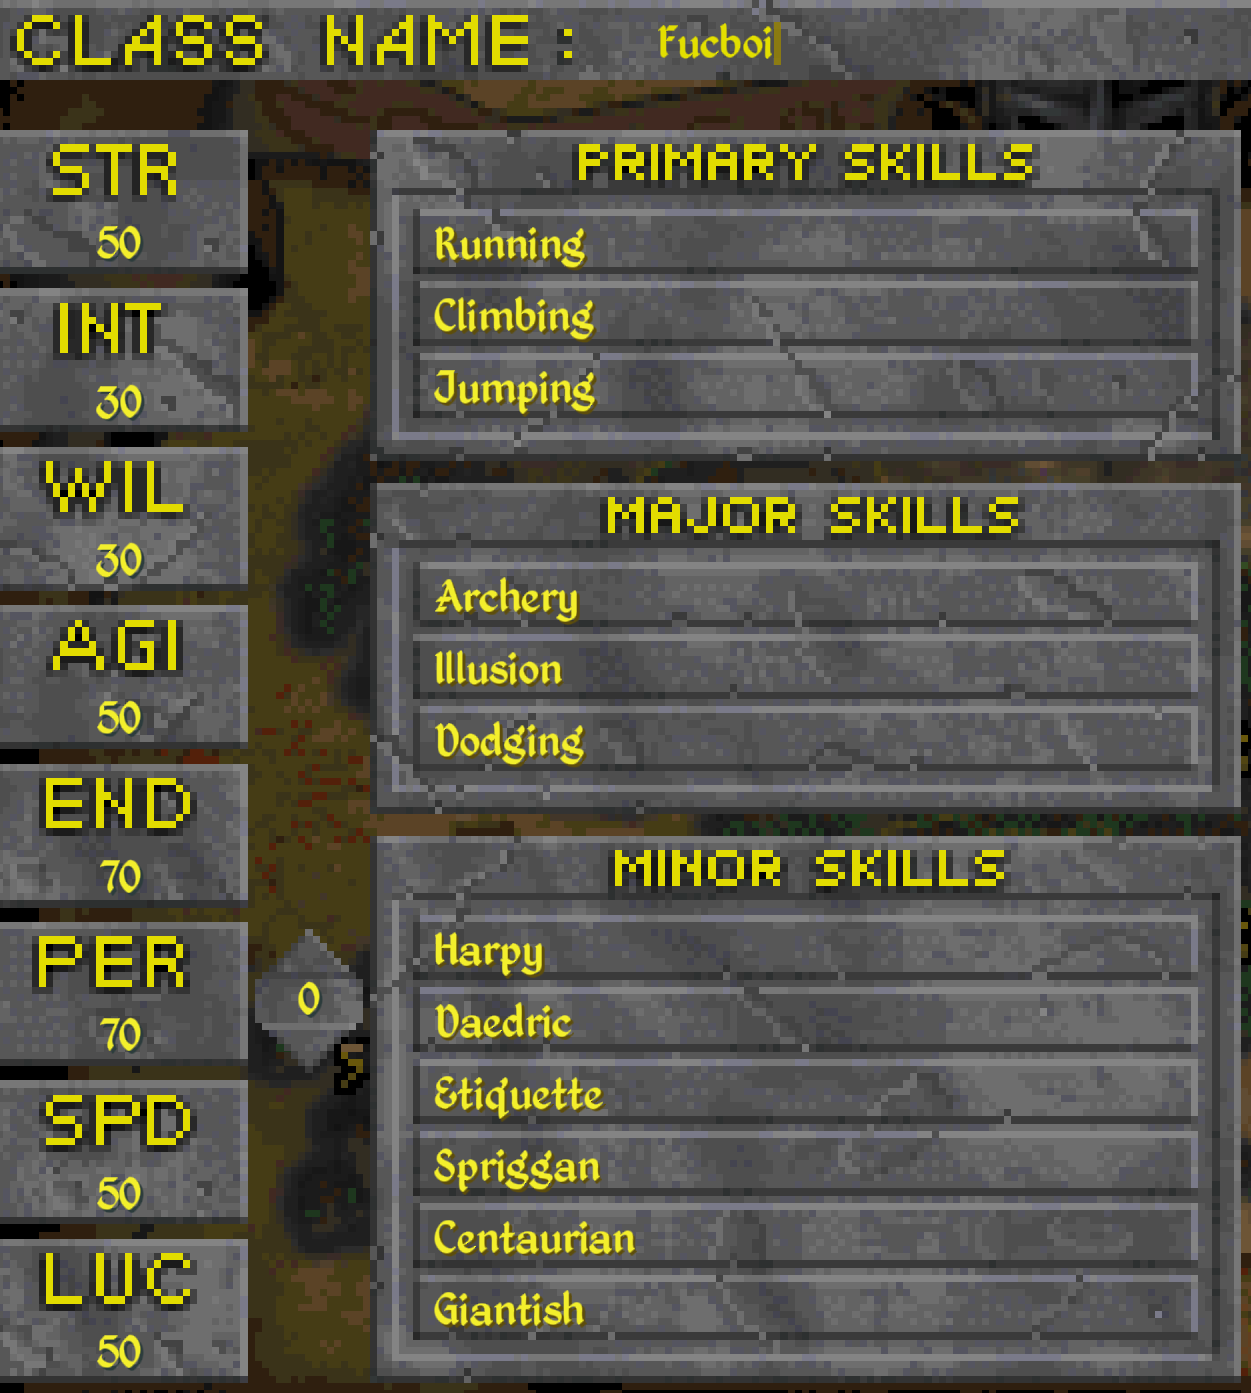 CLASS NAME: Fucboi
STR
50
INT
30
WIL
30
AGI
50
END
70
PER
70
0
SPD
50
LUC
50
PRIMARY SKILLS
Running
Climbing
Jumping
MAJOR SKILLS
Archery
Illusion
Dodging
MINOR SKILLS
Harpy
Daedric
Etiquette
Spriggan
Centaurian
Giantish